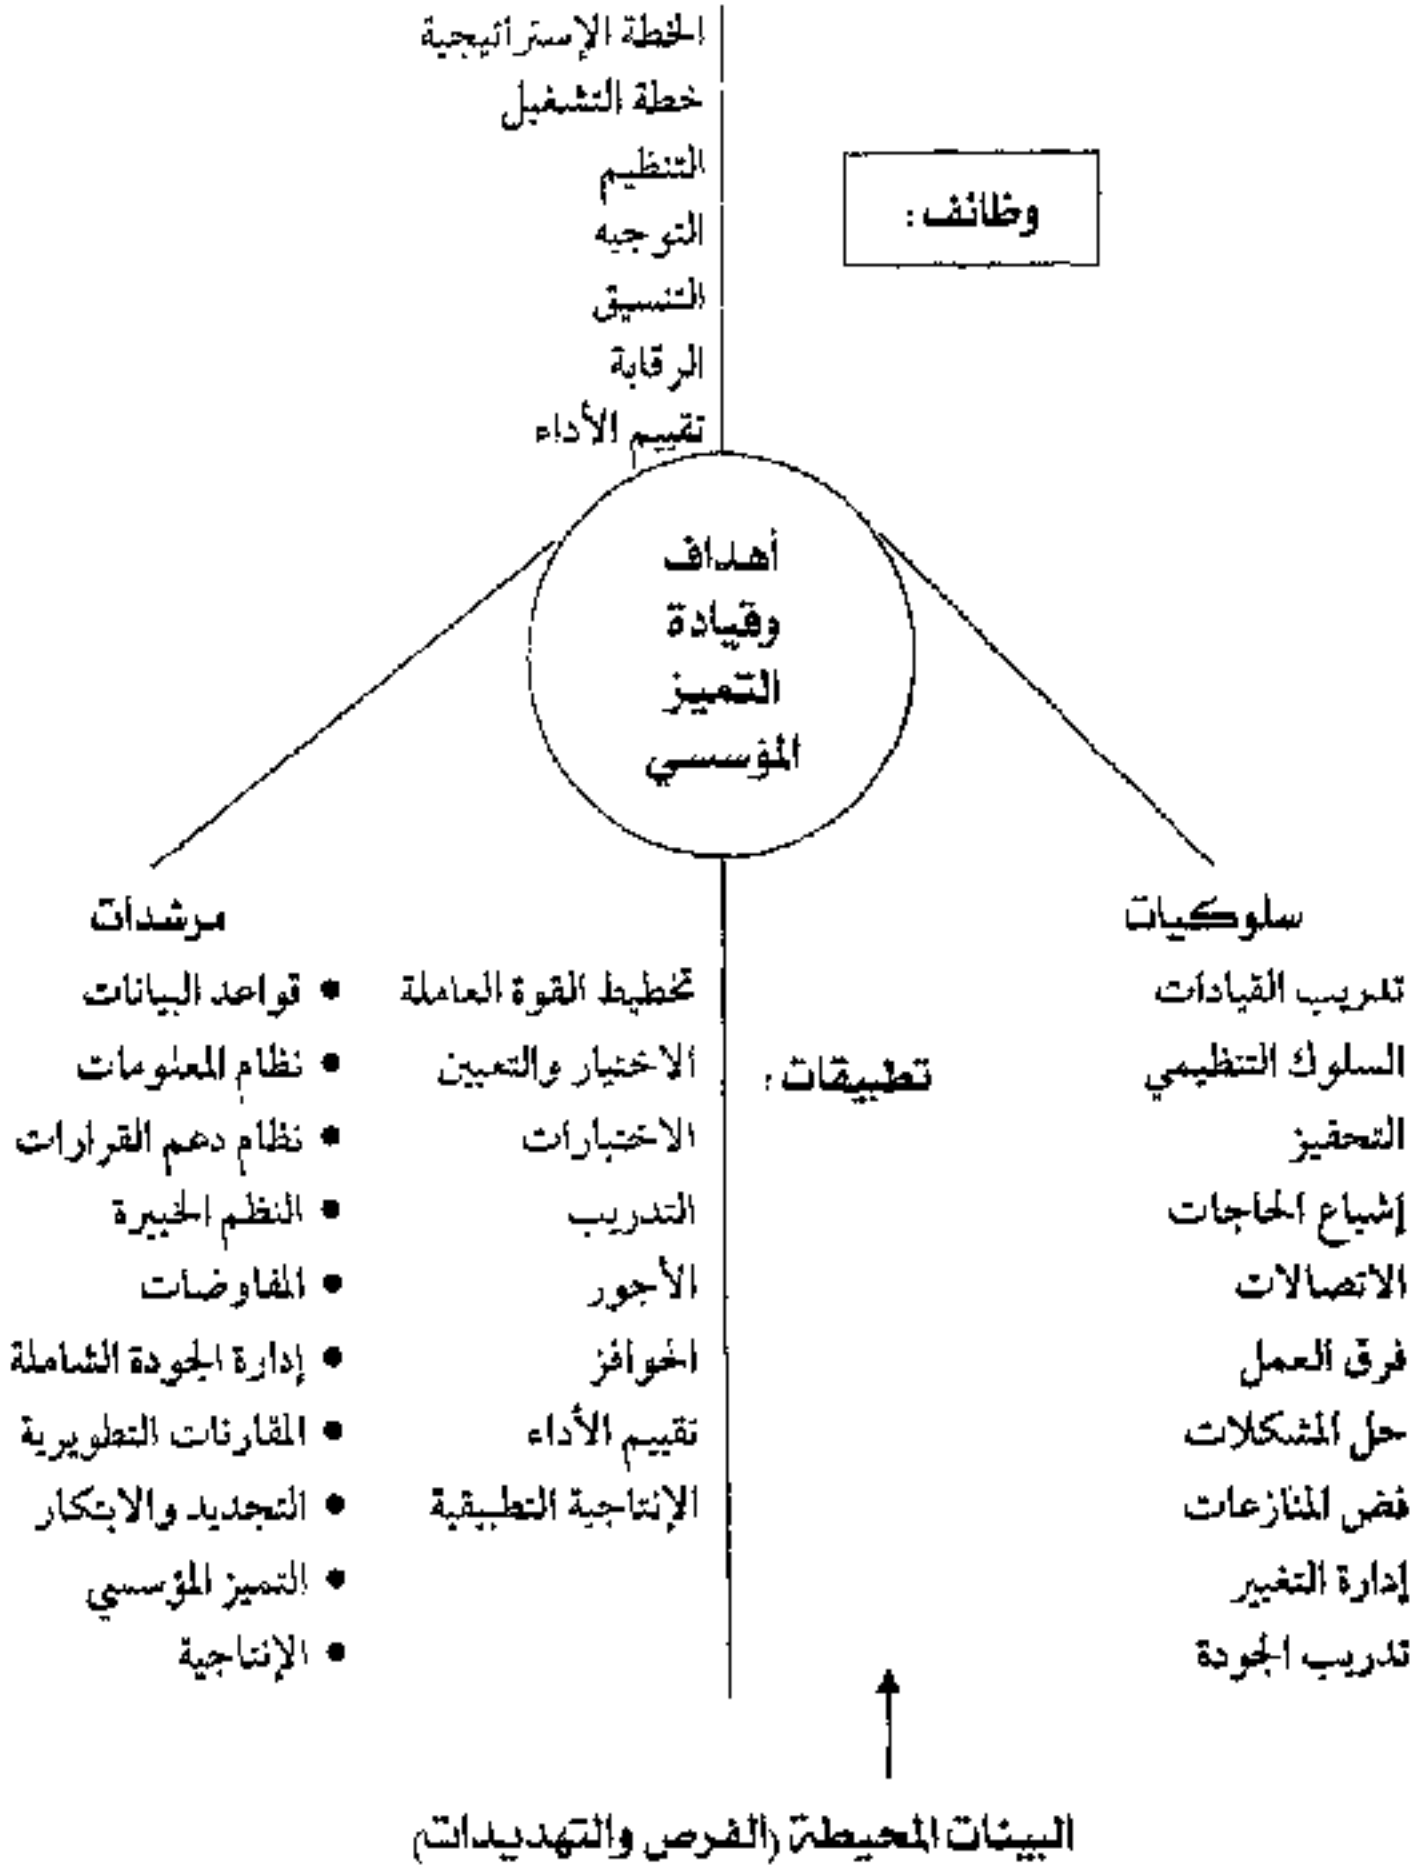 الخطة الإستراتيجية
خطة التشغيل
التنظيم
التوجيه
التنسيق
الرقابة
تقييم الأداء
وظائف :
أهداف
وقيادة
التميز
المؤسسي
سلوكيات
تدريب القيادات
السلوك التنظيمي
التحفيز
إشباع الحاجات
الاتصالات
فرق العمل
حل المشكلات
فض المنازعات
إدارة التغيير
تدريب الجودة
تطبيقات :
تخطيط القوة العاملة
الاختيار والتعيين
الاختبارات
التدريب
الأجور
الحوافز
تقييم الأداء
الإنتاجية التطبيقية
مرشدات
• قواعد البيانات
• نظام المعلومات
• نظام دعم القرارات
• النظم الخبيرة
• المفاوضات
• إدارة الجودة الشاملة
• المقارنات التطويرية
• التجديد والابتكار
• التميز المؤسسي
• الإنتاجية
البيئات المحيطة (الفرص والتهديدات)